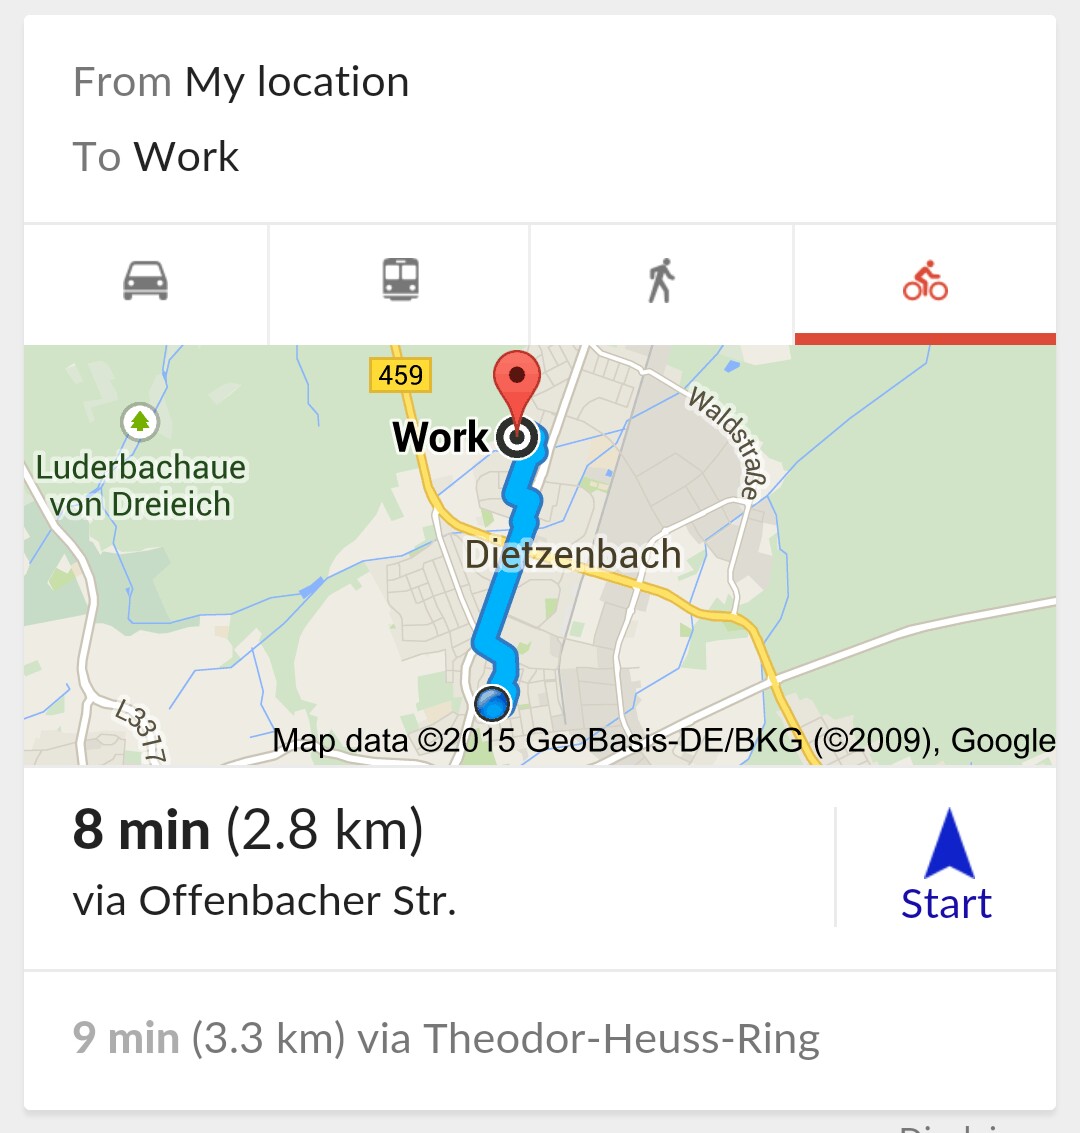 From My location
To Work
459
Work
Waldstraße
Luderbachaue
von Dreieich
Dietzenbach
L3317
Map data ©2015 GeoBasis-DE/BKG (©2009), Google
8 min (2.8 km)
via Offenbacher Str.
Start
9 min (3.3 km) via Theodor-Heuss-Ring